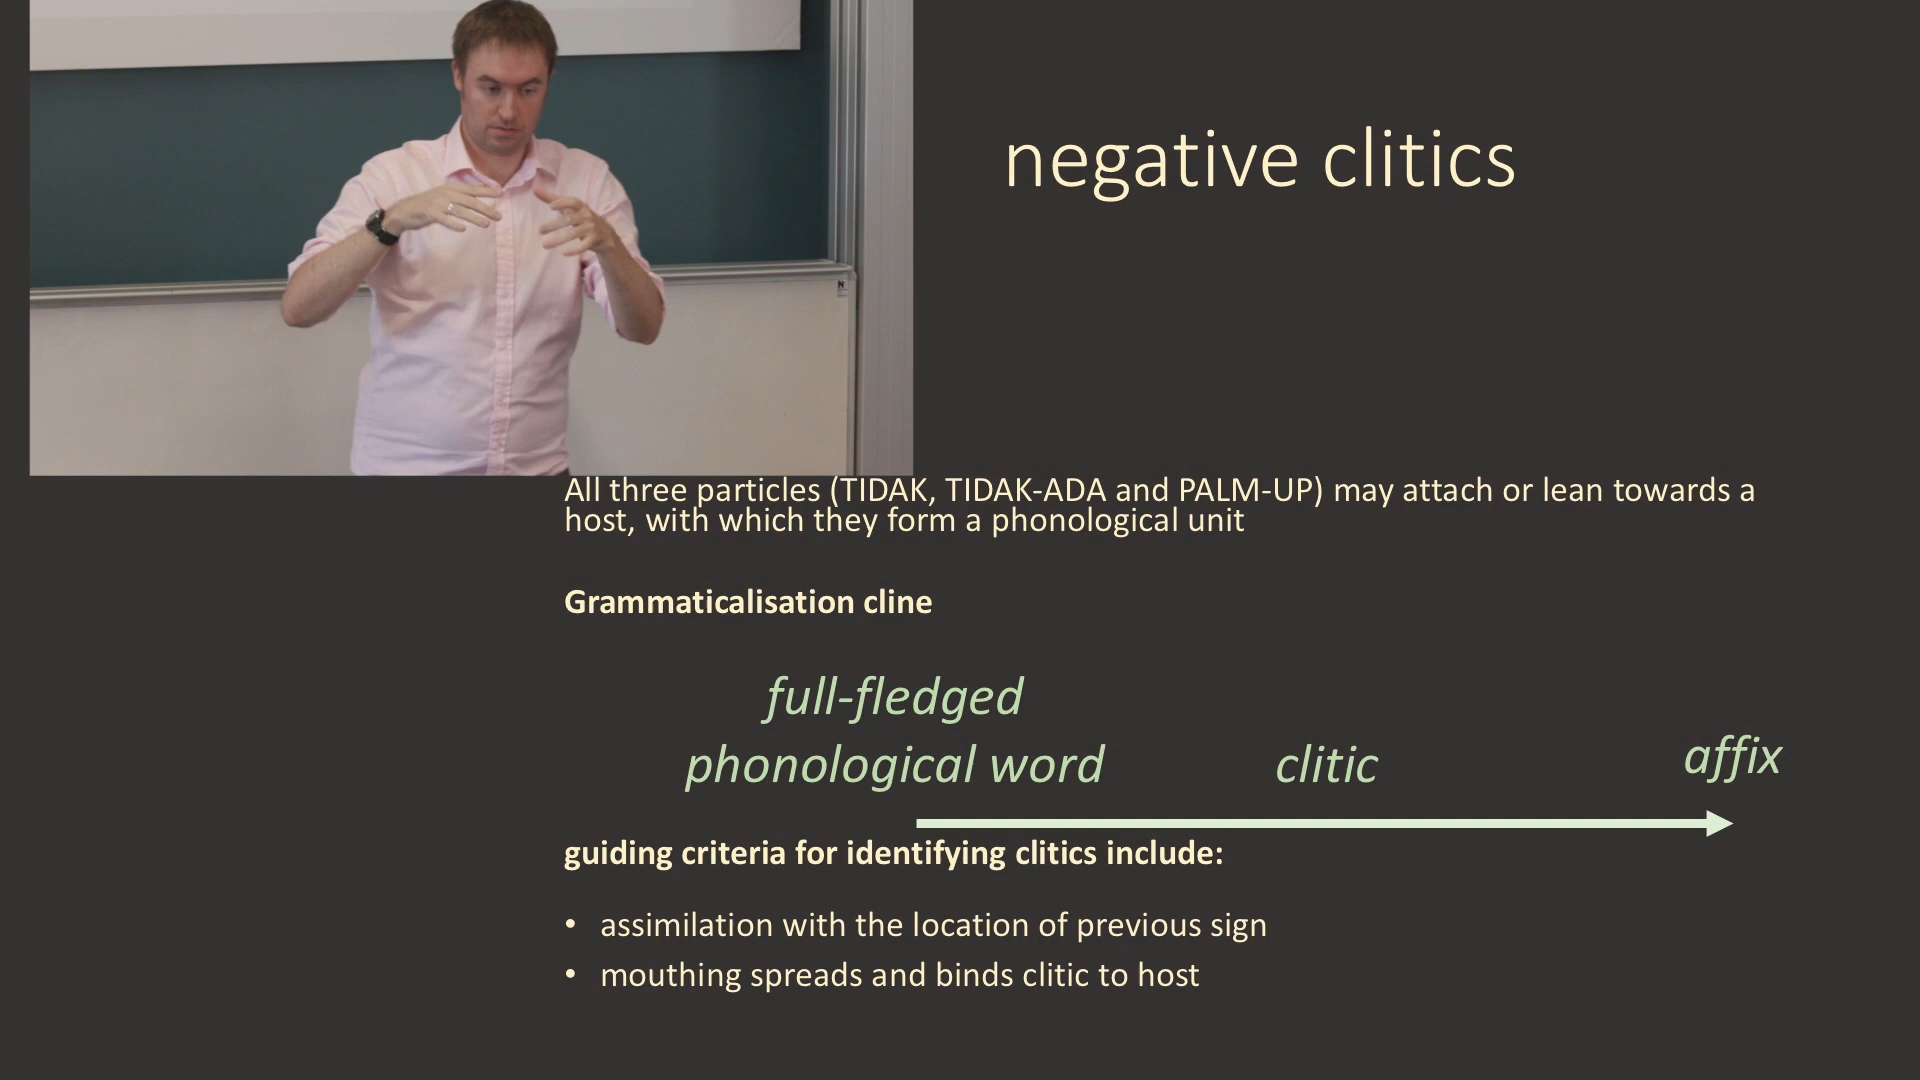 negative clitics
All three particles (TIDAK, TIDAK-ADA and PALM-UP) may attach or lean towards a
host, with which they form a phonological unit
Grammaticalisation cline
full-fledged
phonological word
clitic
affix
guiding criteria for identifying clitics include:
• assimilation with the location of previous sign
• mouthing spreads and binds clitic to host